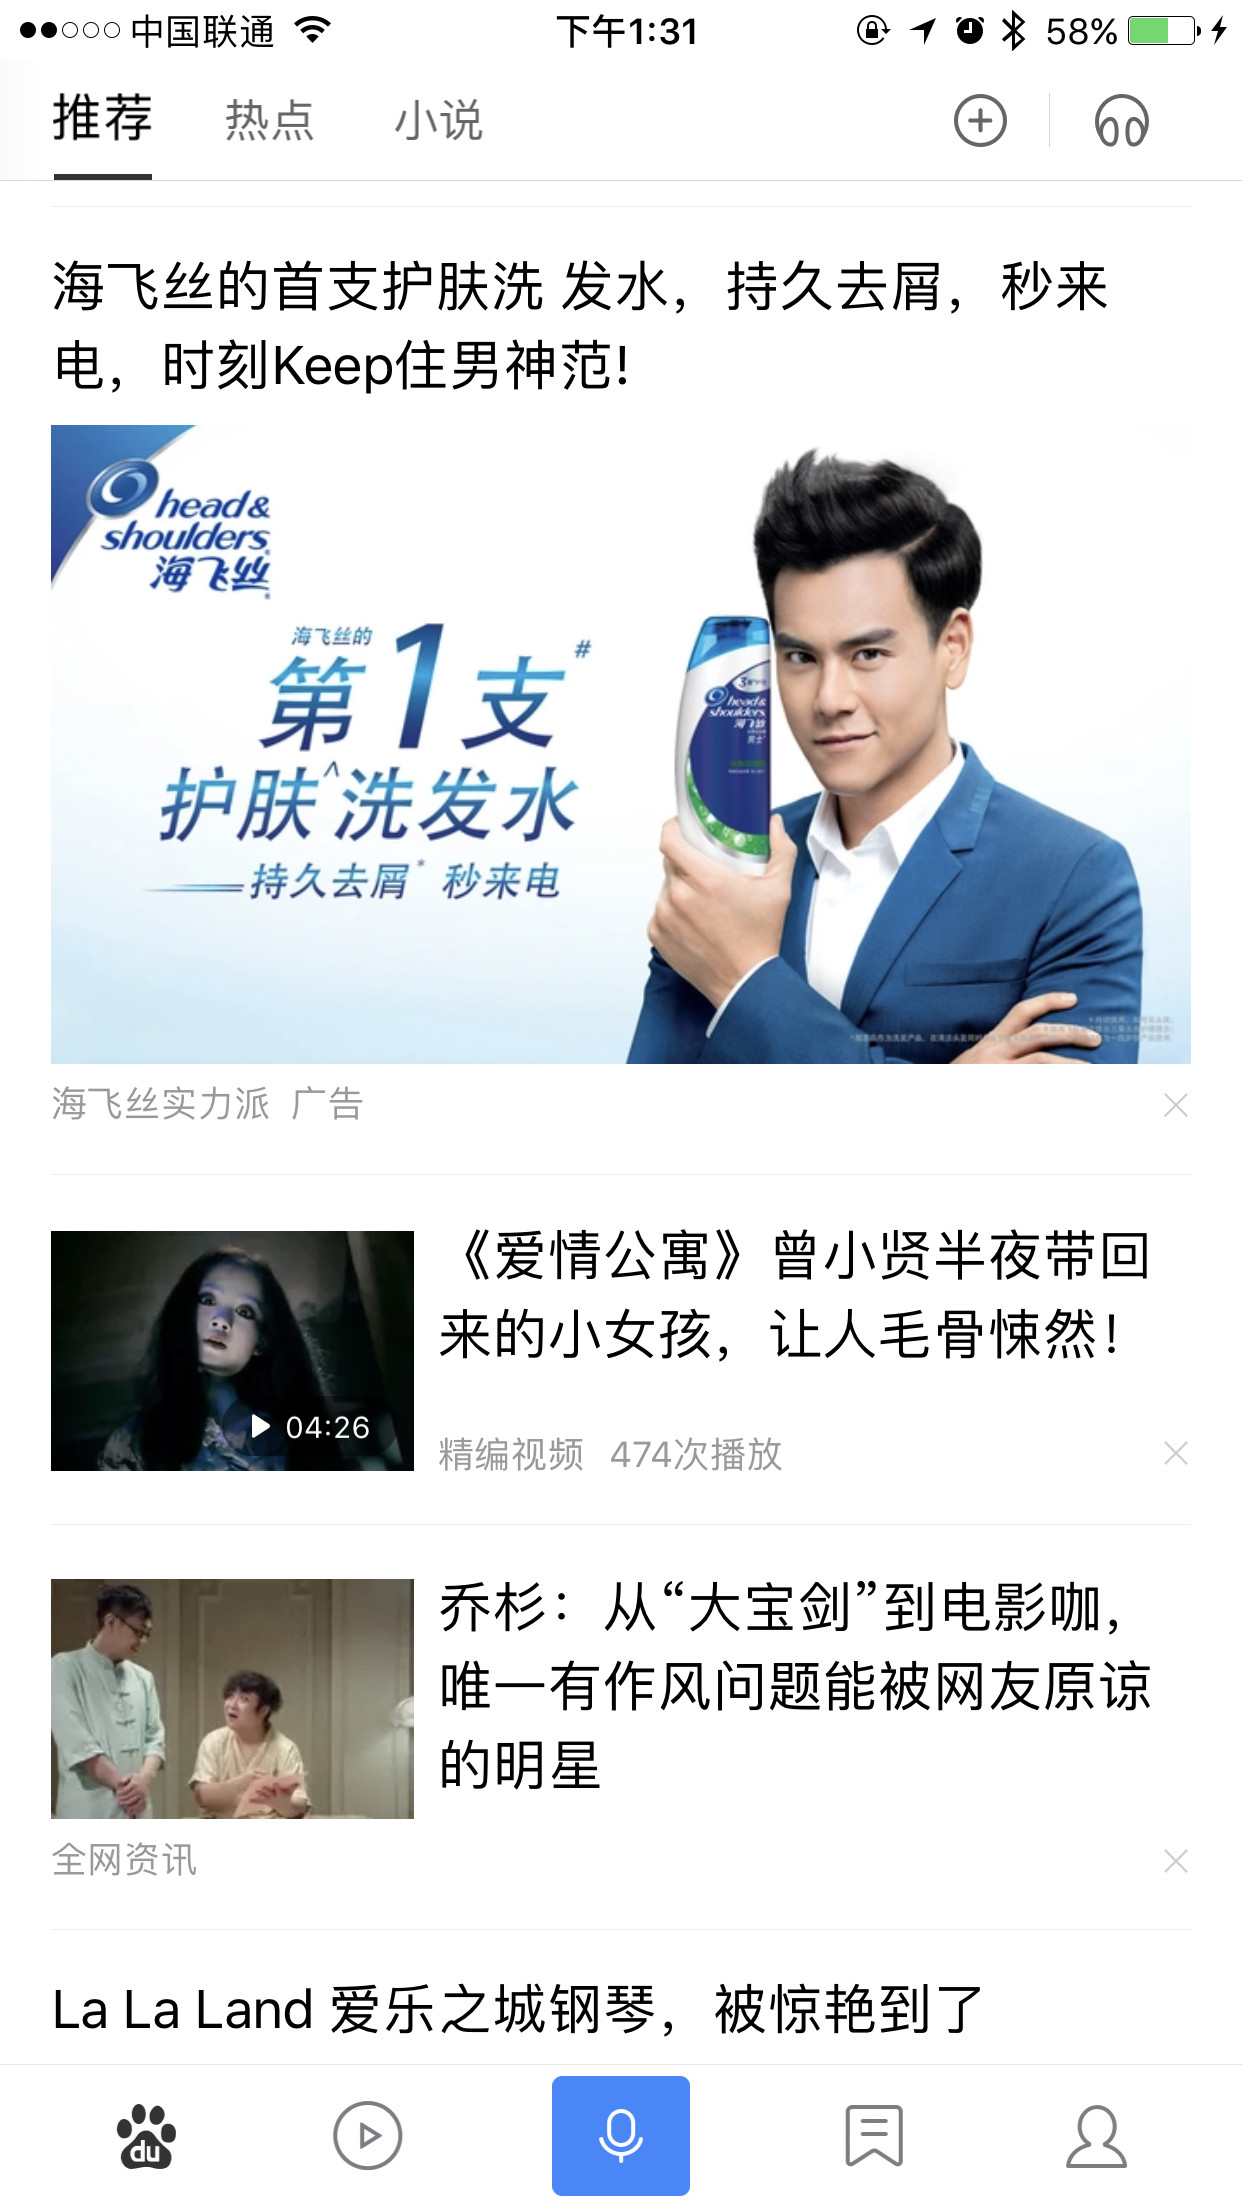 中国联通
下午1:31
58%
推荐
热点
小说
海飞丝的首支护肤洗 发水，持久去屑，秒来
电，时刻Keep住男神范!
head&
shoulders
海飞丝
海飞丝的
第1支#
护肤^洗发水
持久去屑* 秒来电
head&
shoulders
海飞丝
男士
海飞丝实力派 广告
《爱情公寓》曾小贤半夜带回
来的小女孩，让人毛骨悚然！
04:26
精编视频 474次播放
乔杉：从“大宝剑”到电影咖，
唯一有作风问题能被网友原谅
的明星
全网资讯
La La Land 爱乐之城钢琴，被惊艳到了
du